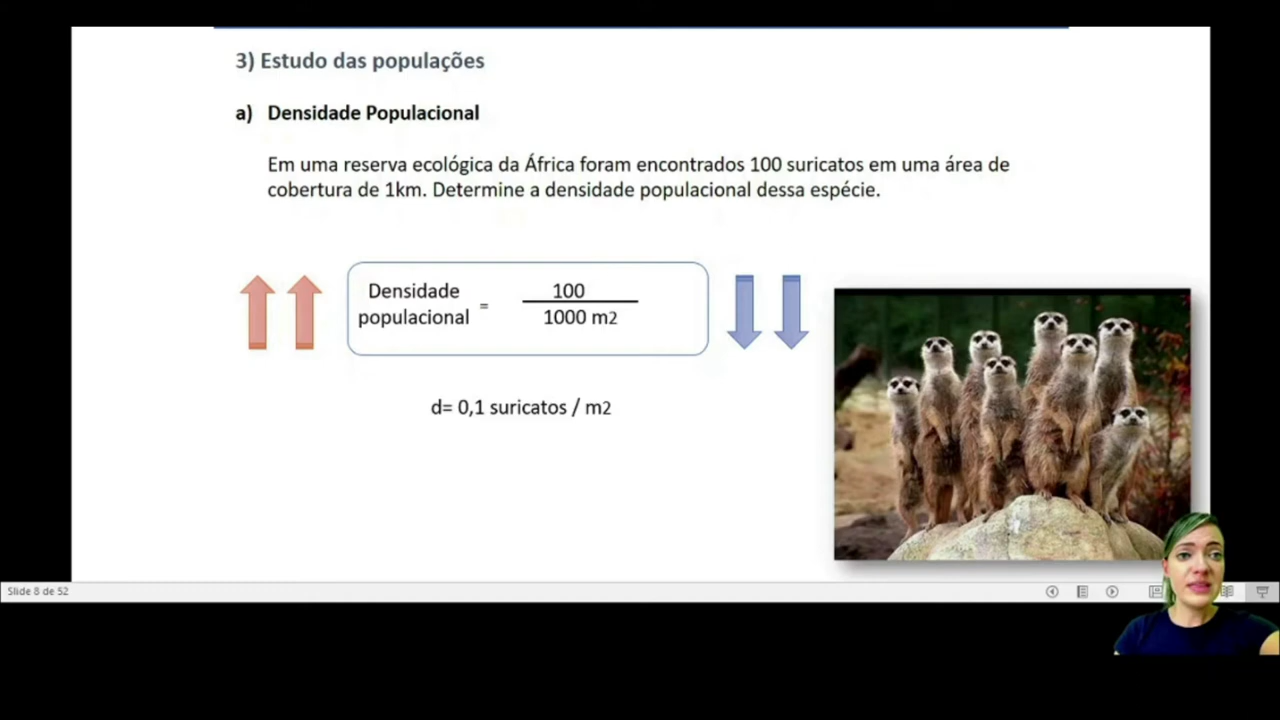 3) Estudo das populações
a) Densidade Populacional
Em uma reserva ecológica da África foram encontrados 100 suricatos em uma área de
cobertura de 1km. Determine a densidade populacional dessa espécie.
Densidade
populacional
=
100
1000 m2
d= 0,1 suricatos / m2
Slide 8 de 52